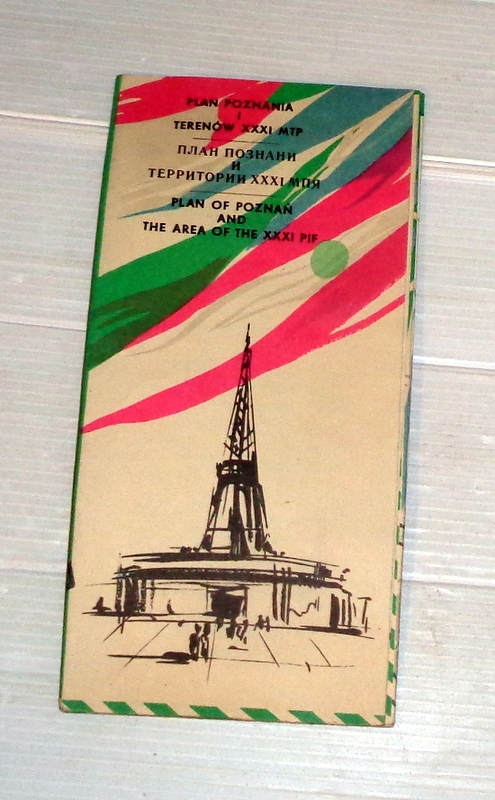 PLAN POZNANIA
I
TERENÓW XXXI MTP
ПЛАН ПОЗНАНИ
И
ТЕРРИТОРИИ XXXI МПЯ
PLAN OF POZNAŃ
AND
THE AREA OF THE XXXI PIF